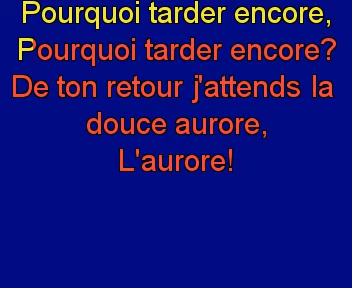 Pourquoi tarder encore,
Pourquoi tarder encore?
De ton retour j'attends la
douce aurore,
L'aurore!